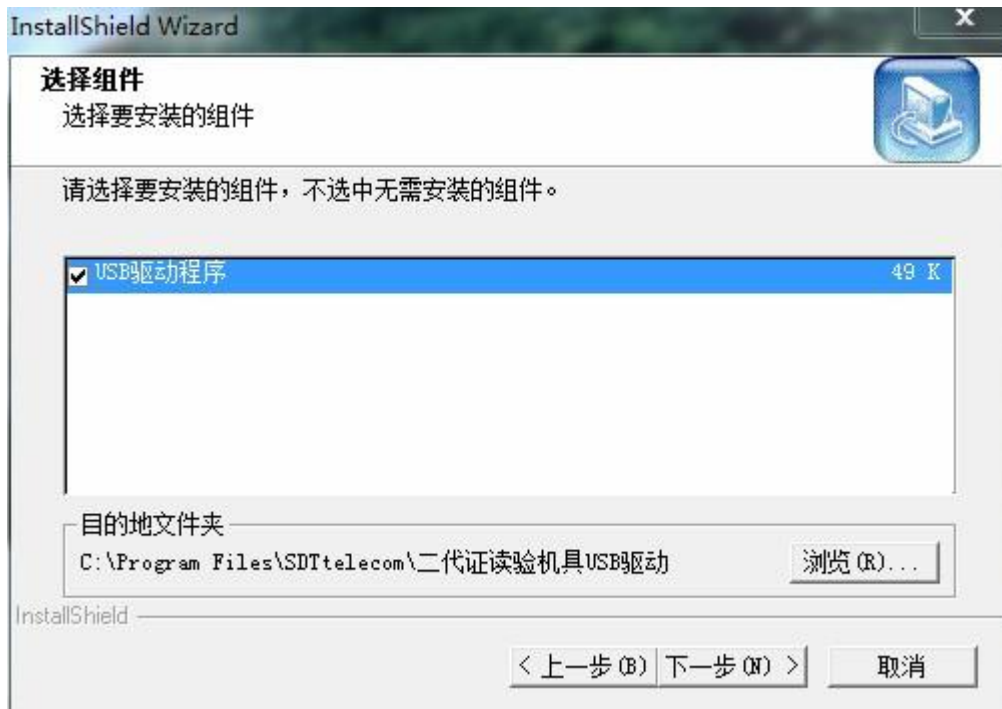 InstallShield Wizard
选择组件
选择要安装的组件
请选择要安装的组件，不选中无需安装的组件。
USB驱动程序 49 K
目的地文件夹
C:\Program Files\SDTtelecom\二代证读验机具USB驱动 浏览(R)...
InstallShield
< 上一步(B) 下一步(N) > 取消